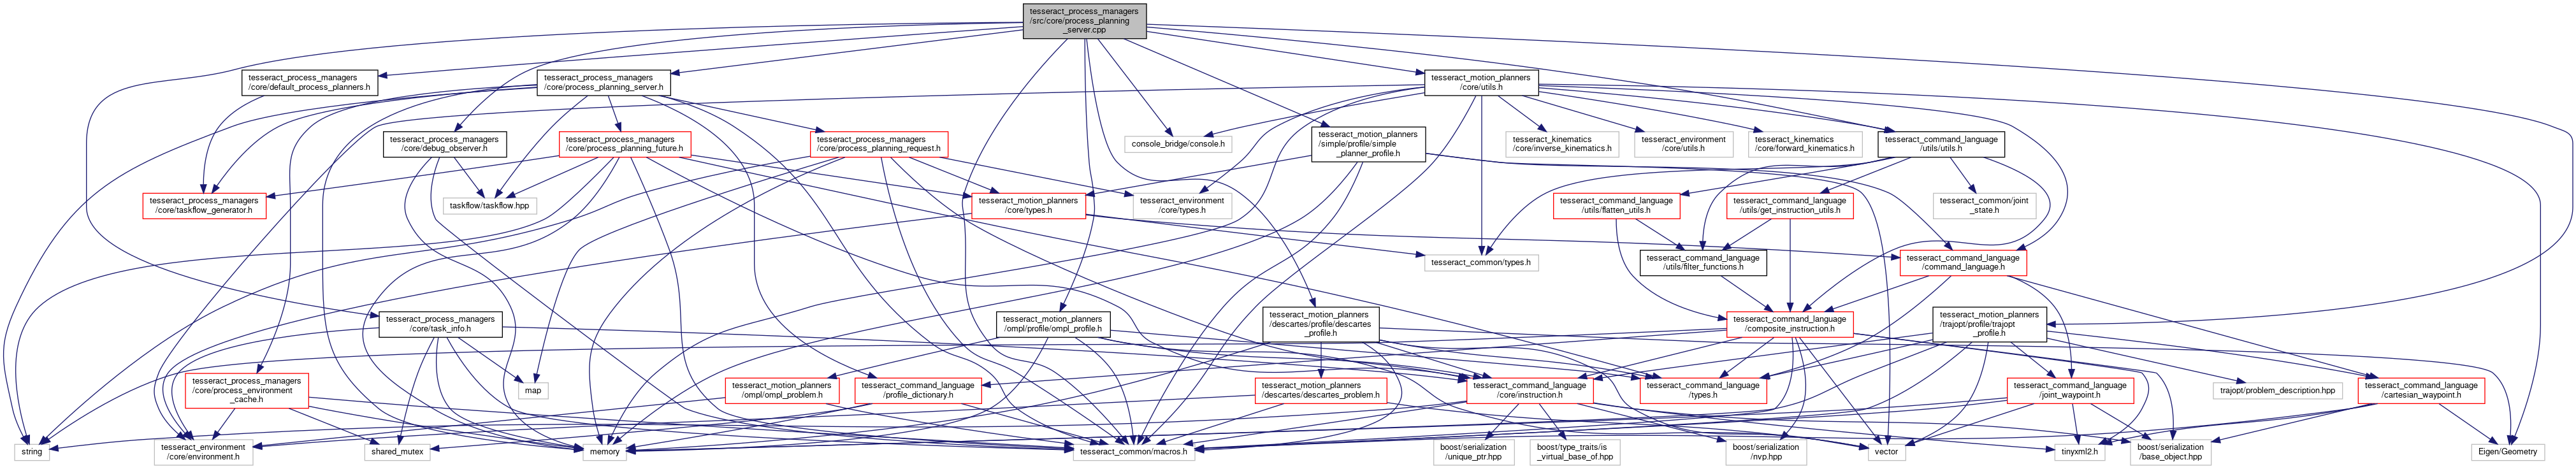 tesseract_process_managers
/src/core/process_planning
_server.cpp
tesseract_process_managers
/core/default_process_planners.h
tesseract_process_managers
/core/process_planning_server.h
tesseract_motion_planners
/core/utils.h
tesseract_process_managers
/core/debug_observer.h
tesseract_process_managers
/core/process_planning_future.h
tesseract_process_managers
/core/process_planning_request.h
console_bridge/console.h
tesseract_motion_planners
/simple/profile/simple
_planner_profile.h
tesseract_kinematics
/core/inverse_kinematics.h
tesseract_environment
/core/utils.h
tesseract_kinematics
/core/forward_kinematics.h
tesseract_command_language
/utils/utils.h
tesseract_process_managers
/core/taskflow_generator.h
taskflow/taskflow.hpp
tesseract_motion_planners
/core/types.h
tesseract_environment
/core/types.h
tesseract_command_language
/utils/flatten_utils.h
tesseract_command_language
/utils/get_instruction_utils.h
tesseract_common/joint
_state.h
tesseract_common/types.h
tesseract_command_language
/utils/filter_functions.h
tesseract_command_language
/command_language.h
tesseract_process_managers
/core/task_info.h
tesseract_motion_planners
/ompl/profile/ompl_profile.h
tesseract_motion_planners
/descartes/profile/descartes
_profile.h
tesseract_command_language
/composite_instruction.h
tesseract_motion_planners
/trajopt/profile/trajopt
_profile.h
tesseract_process_managers
/core/process_environment
_cache.h
map
tesseract_motion_planners
/ompl/ompl_problem.h
tesseract_command_language
/profile_dictionary.h
tesseract_motion_planners
/descartes/descartes_problem.h
tesseract_command_language
/core/instruction.h
tesseract_command_language
/types.h
tesseract_command_language
/joint_waypoint.h
trajopt/problem_description.hpp
tesseract_command_language
/cartesian_waypoint.h
string
tesseract_environment
/core/environment.h
shared_mutex
memory
tesseract_common/macros.h
boost/serialization
/unique_ptr.hpp
boost/type_traits/is
_virtual_base_of.hpp
boost/serialization
/nvp.hpp
vector
tinyxml2.h
boost/serialization
/base_object.hpp
Eigen/Geometry